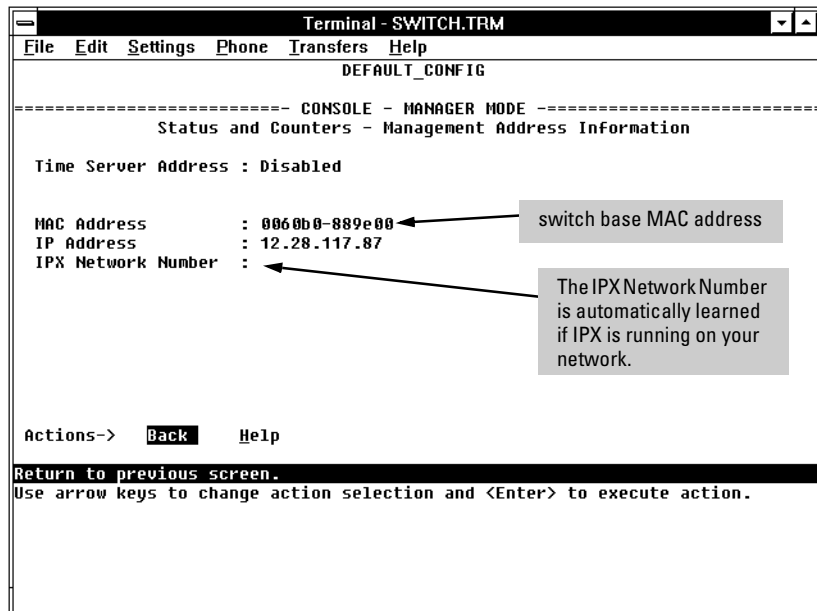 Terminal - SWITCH.TRM
File Edit Settings Phone Transfers Help
DEFAULT_CONFIG
===========================- CONSOLE - MANAGER MODE -===========================
Status and Counters - Management Address Information
Time Server Address : Disabled
MAC Address : 0060b0-889e00
switch base MAC address
IP Address : 12.28.117.87
IPX Network Number :
The IPX Network Number
is automatically learned
if IPX is running on your
network.
Actions-> Back Help
Return to previous screen.
Use arrow keys to change action selection and <Enter> to execute action.